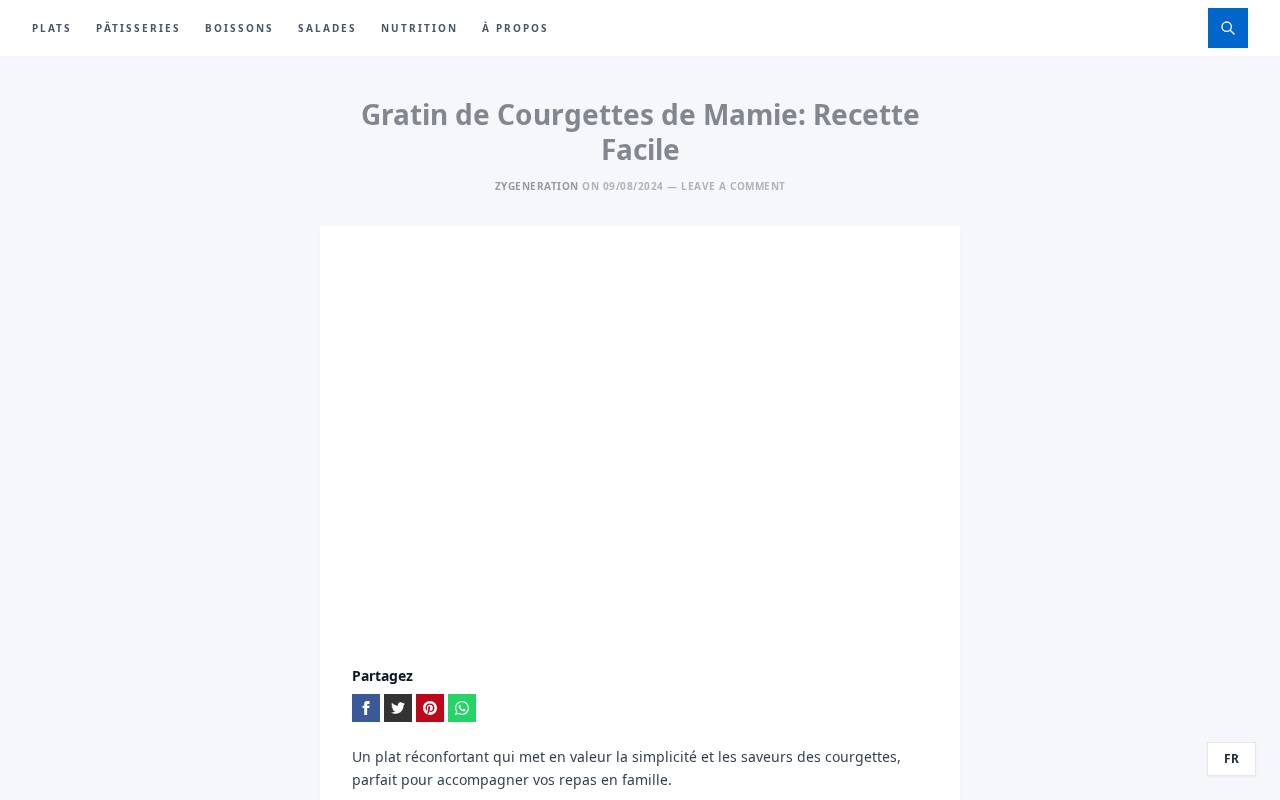 PLATS PÂTISSERIES BOISSONS SALADES NUTRITION À PROPOS
Gratin de Courgettes de Mamie: Recette
Facile
ZYGENERATION ON 09/08/2024 — LEAVE A COMMENT
Partagez
Un plat réconfortant qui met en valeur la simplicité et les saveurs des courgettes,
parfait pour accompagner vos repas en famille.
FR